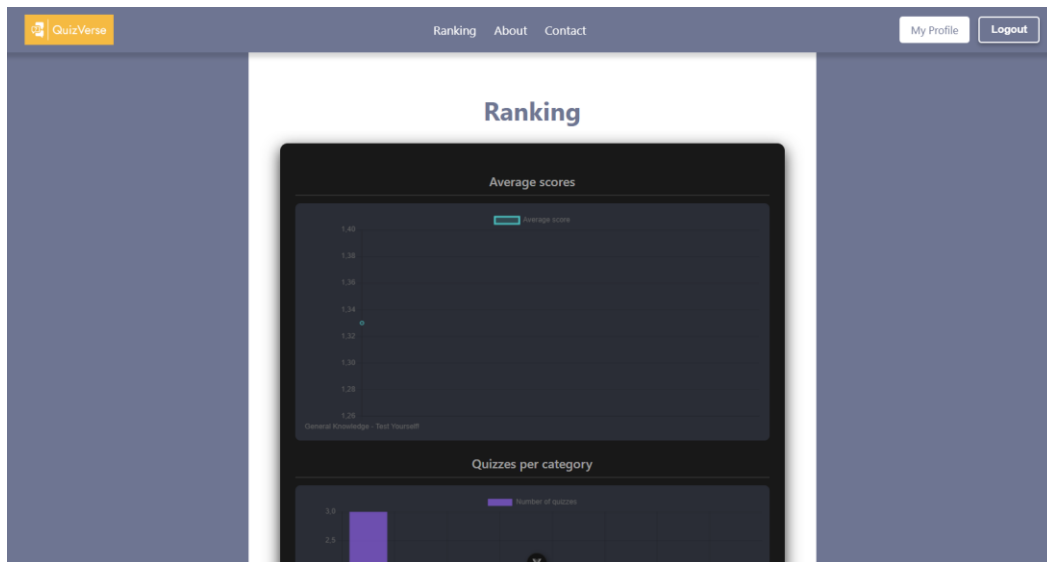 QuizVerse
Ranking About Contact
My Profile Logout
Ranking
Average scores
Average score
1.40
1.38
1.36
1.34
1.32
1.30
1.28
1.26
General Knowledge - Test Yourself!
Quizzes per category
Number of quizzes
3.0
2.5